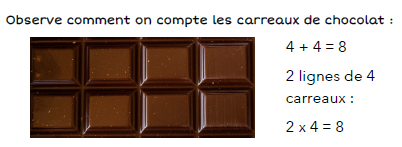 Observe comment on compte les carreaux de chocolat :
4 + 4 = 8
2 lignes de 4
carreaux :
2 x 4 = 8